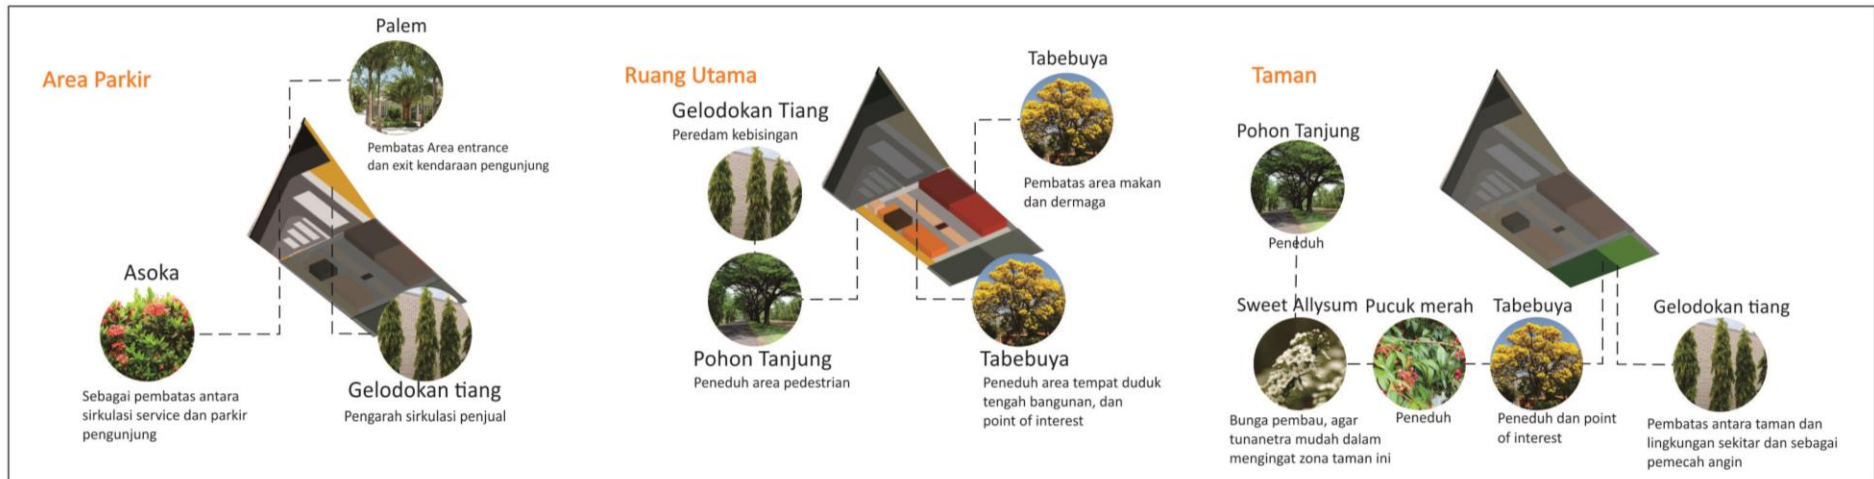 Area Parkir
Palem
Pembatas Area entrance
dan exit kendaraan pengunjung
Asoka
Sebagai pembatas antara
sirkulasi service dan parkir
pengunjung
Gelodokan tiang
Pengarah sirkulasi penjual
Ruang Utama
Gelodokan Tiang
Peredam kebisingan
Tabebuya
Pembatas area makan
dan dermaga
Pohon Tanjung
Peneduh area pedestrian
Tabebuya
Peneduh area tempat duduk
tengah bangunan, dan
point of interest
Taman
Pohon Tanjung
Peneduh
Sweet Allysum
Bunga pembau, agar
tunanetra mudah dalam
mengingat zona taman ini
Pucuk merah
Peneduh
Tabebuya
Peneduh dan point
of interest
Gelodokan tiang
Pembatas antara taman dan
lingkungan sekitar dan sebagai
pemecah angin